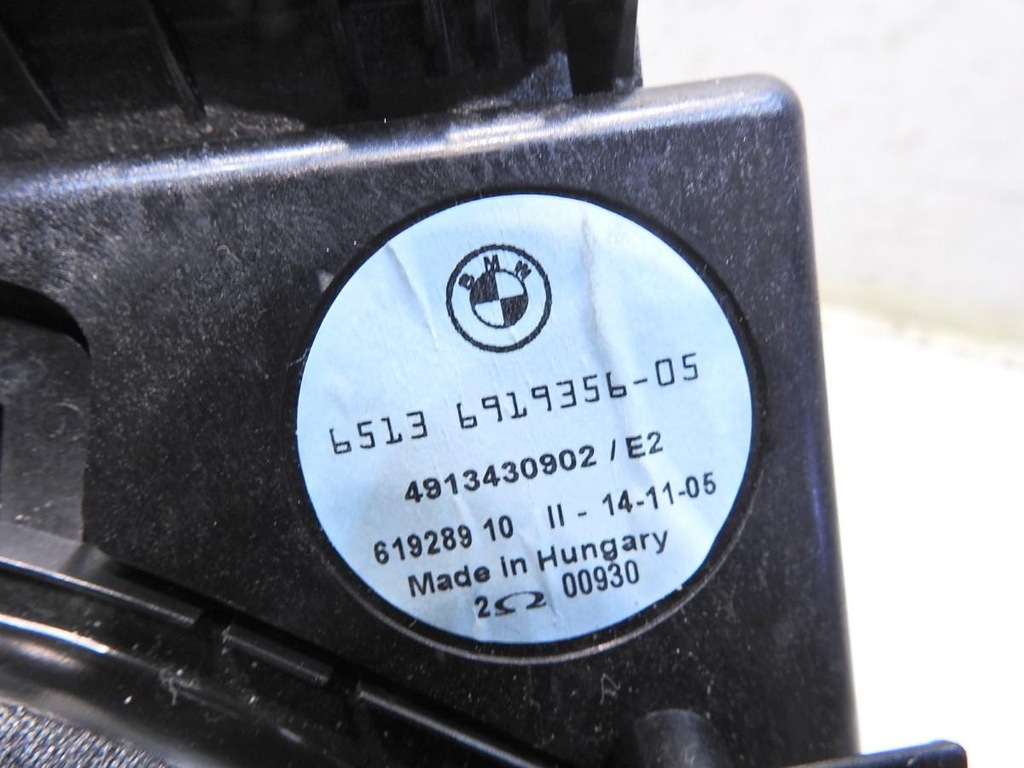 BMW
6513 6919356-05
4913430902 / E2
619289 10 II - 14-11-05
Made in Hungary
2Ω 00930